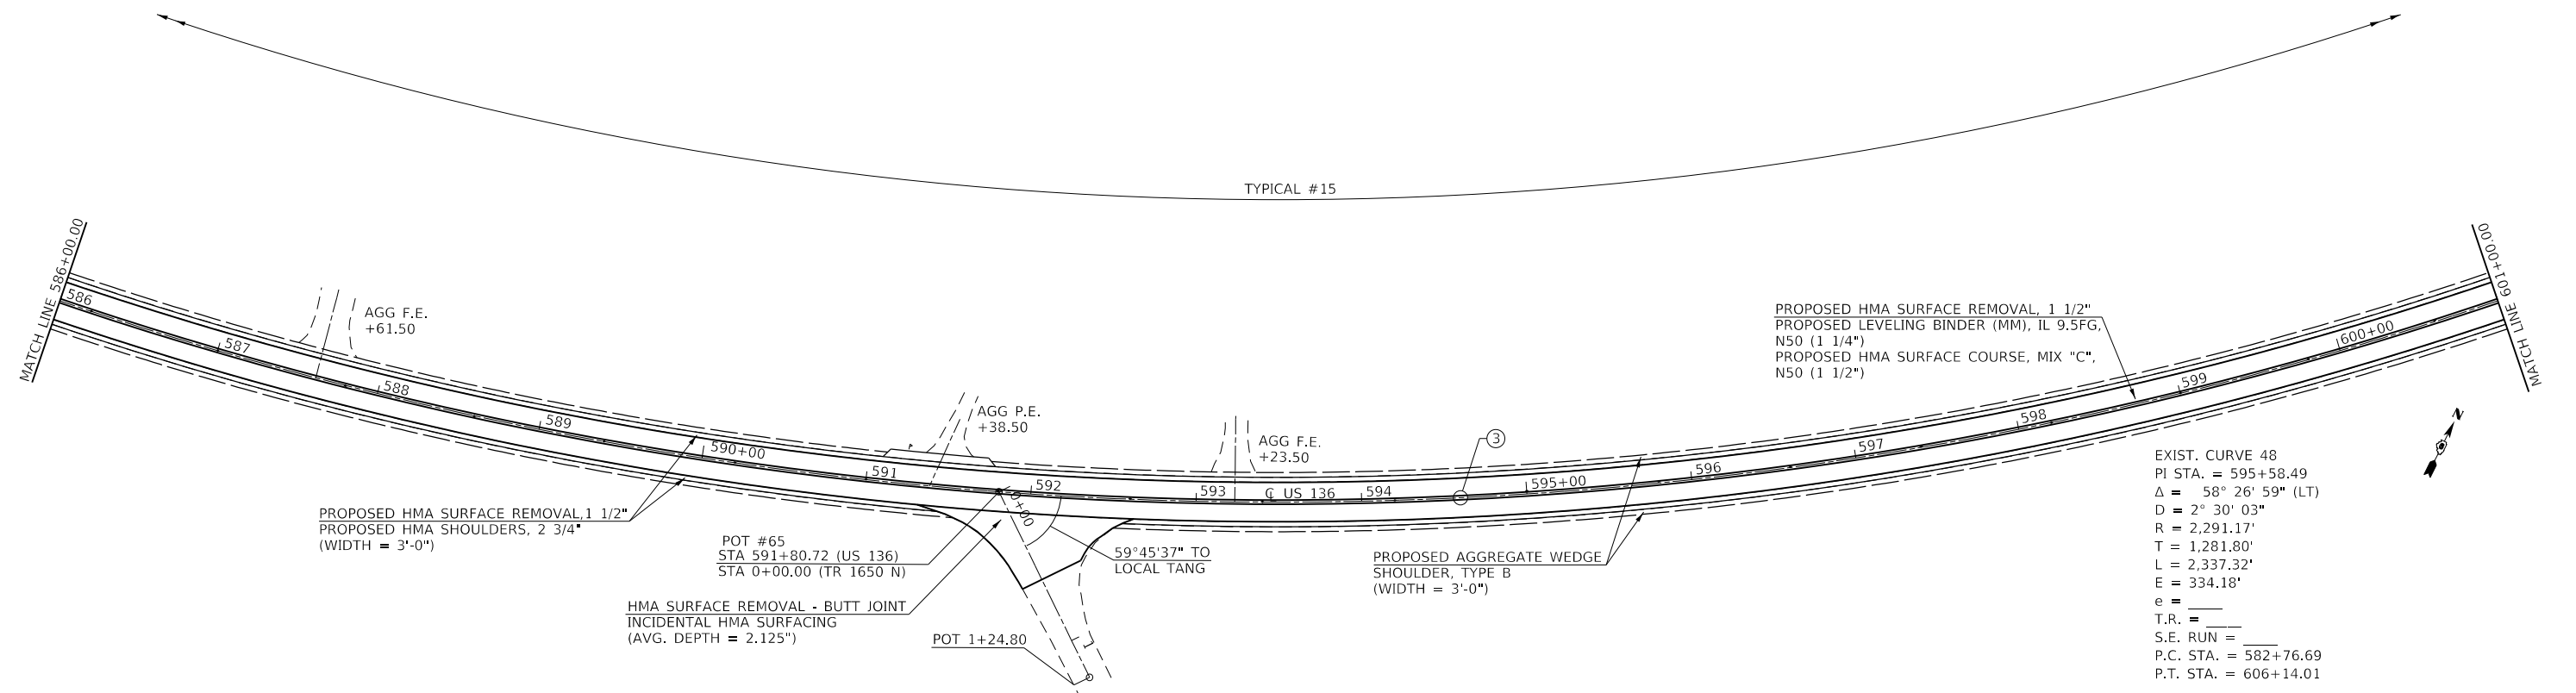 TYPICAL #15
MATCH LINE 586+00.00
MATCH LINE 601+00.00
586
587
588
589
590+00
591
592
593
℄ US 136
594
595+00
596
597
598
599
600+00
AGG F.E.
+61.50
AGG P.E.
+38.50
AGG F.E.
+23.50
3
0+00
PROPOSED HMA SURFACE REMOVAL, 1 1/2"
PROPOSED LEVELING BINDER (MM), IL 9.5FG,
N50 (1 1/4")
PROPOSED HMA SURFACE COURSE, MIX "C",
N50 (1 1/2")
N
PROPOSED HMA SURFACE REMOVAL,1 1/2"
PROPOSED HMA SHOULDERS, 2 3/4"
(WIDTH = 3'-0")
POT #65
STA 591+80.72 (US 136)
STA 0+00.00 (TR 1650 N)
59°45'37" TO
LOCAL TANG
PROPOSED AGGREGATE WEDGE
SHOULDER, TYPE B
(WIDTH = 3'-0")
HMA SURFACE REMOVAL - BUTT JOINT
INCIDENTAL HMA SURFACING
(AVG. DEPTH = 2.125")
POT 1+24.80
EXIST. CURVE 48
PI STA. = 595+58.49
Δ = 58° 26' 59" (LT)
D = 2° 30' 03"
R = 2,291.17'
T = 1,281.80'
L = 2,337.32'
E = 334.18'
e = ____
T.R. = ____
S.E. RUN = ____
P.C. STA. = 582+76.69
P.T. STA. = 606+14.01